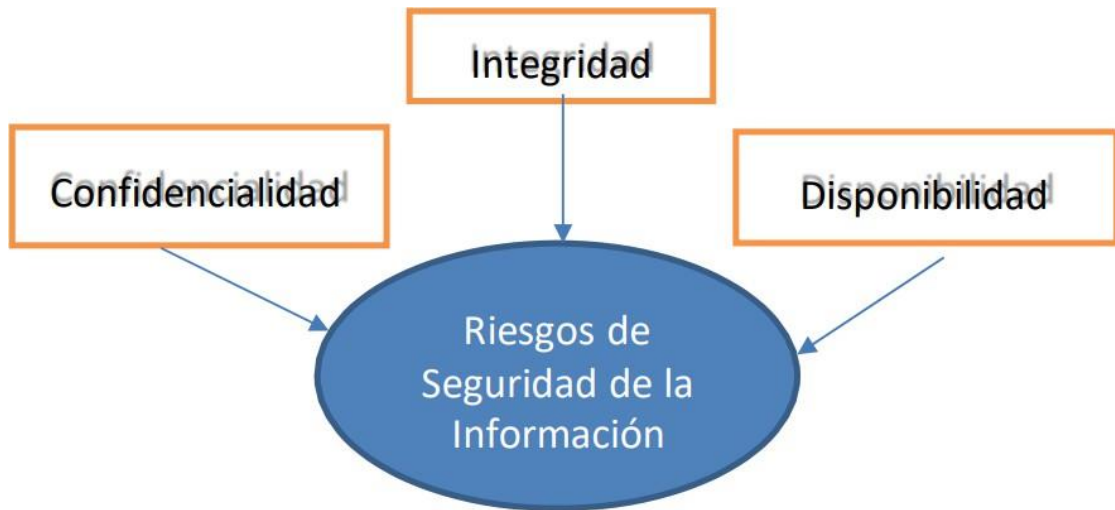 Integridad
Confidencialidad
Disponibilidad
Riesgos de
Seguridad de la
Información